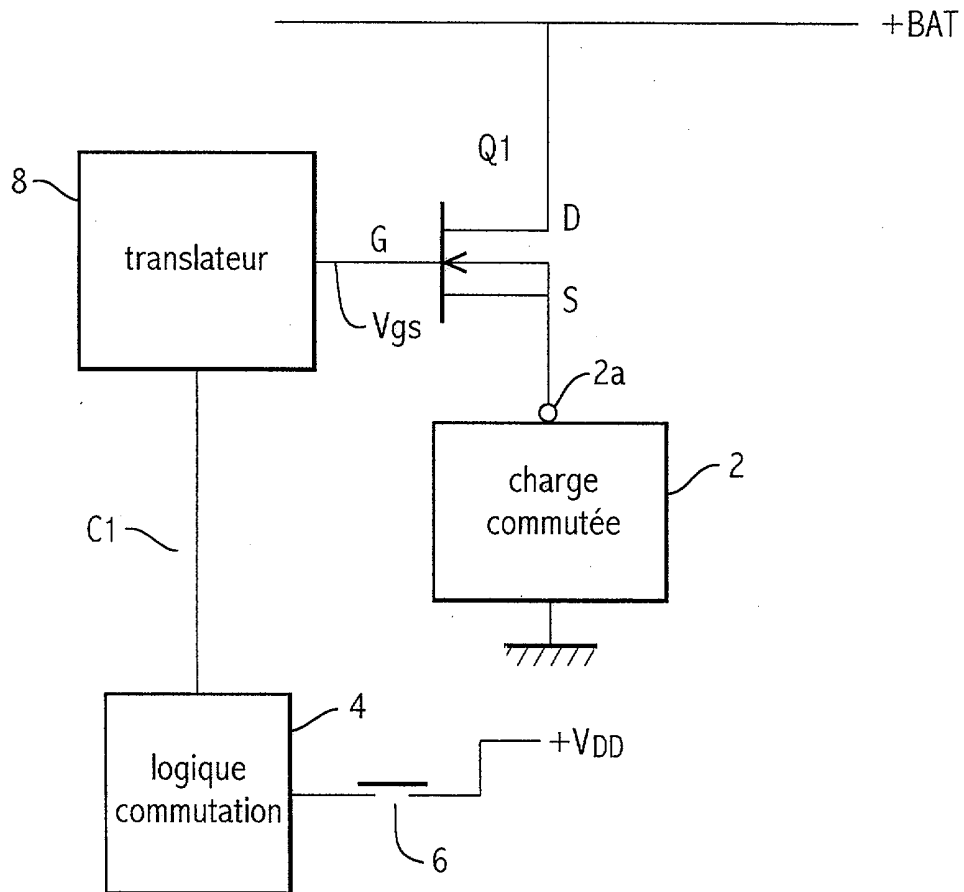 +BAT
Q1
8
D
translateur
G
S
Vgs
2a
charge
commutée
2
C1
4
+VDD
logique
commutation
6